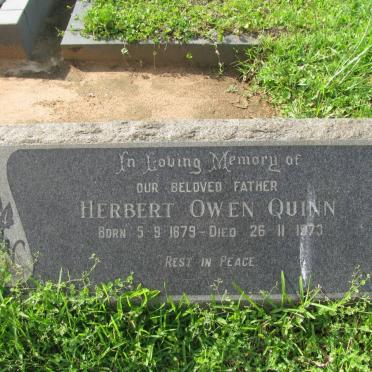 In Loving Memory of
OUR BELOVED FATHER
HERBERT OWEN QUINN
BORN 5·9·1879 – DIED 26·11·1973
REST IN PEACE